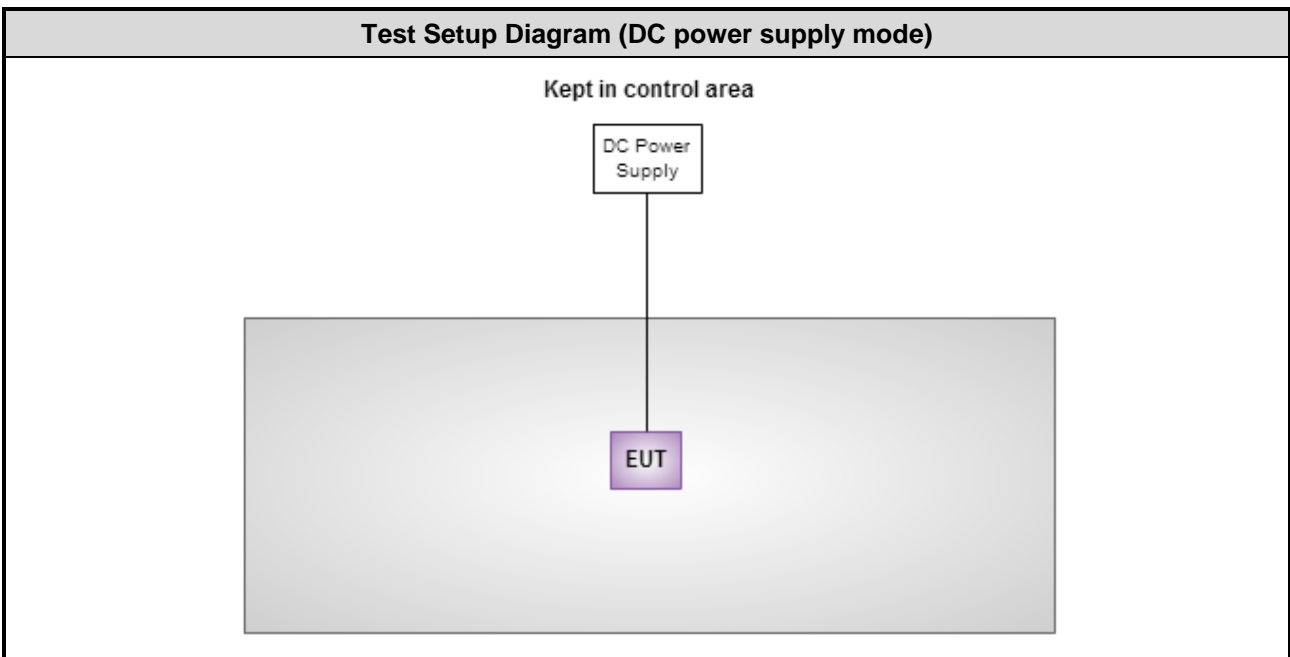 Test Setup Diagram (DC power supply mode)
Kept in control area
DC Power
Supply
EUT